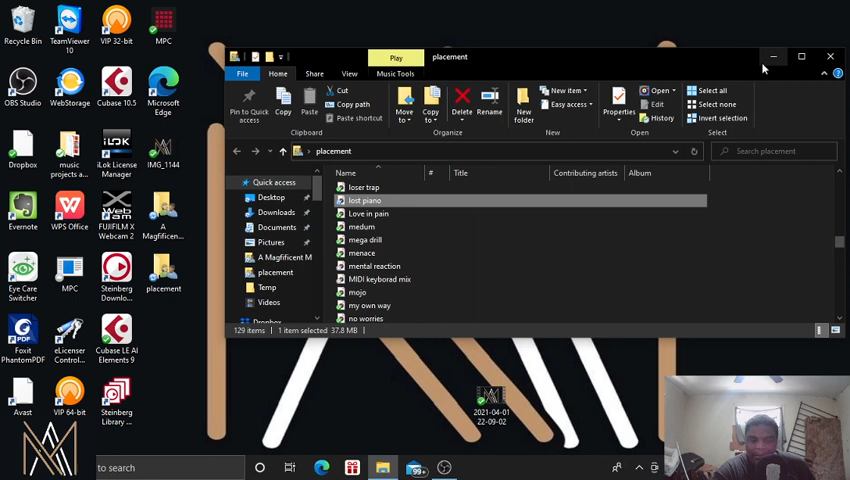 Recycle Bin
TeamViewer 10
VIP 32-bit
MPC
OBS Studio
WebStorage
Cubase 10.5
Microsoft Edge
Dropbox
music projects a...
iLok License Manager
IMG_1144
Evernote
WPS Office
FUJIFILM X Webcam 2
A Magnificen...
Eye Care Switcher
MPC
Steinberg Downlo...
placement
Foxit PhantomPDF
eLicenser Control...
Cubase LE AI Elements 9
Avast
VIP 64-bit
Steinberg Library ...
Play
placement
File
Home
Share
View
Music Tools
Pin to Quick access
Copy
Paste
Cut
Copy path
Paste shortcut
Clipboard
Move to
Copy to
Delete
Rename
Organize
New folder
New item
Easy access
New
Properties
Open
Edit
History
Open
Select all
Select none
Invert selection
Select
placement
Search placement
Quick access
Desktop
Downloads
Documents
Pictures
A Magificent M
placement
Temp
Videos
Dropbox
Name
#
Title
Contributing artists
Album
loser trap
lost piano
Love in pain
medum
mega drill
menace
mental reaction
MIDI keyborad mix
mojo
my own way
no worries
129 items
1 item selected 37.8 MB
2021-04-01 22-09-02
to search
99+